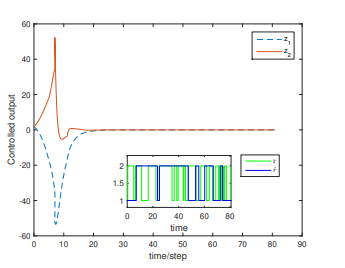 60
40
20
0
-20
-40
-60
Controlled output
0 10 20 30 40 50 60 70 80 90
time/step
z1
z2
2
1.5
1
0 20 40 60 80
time
r
r̂